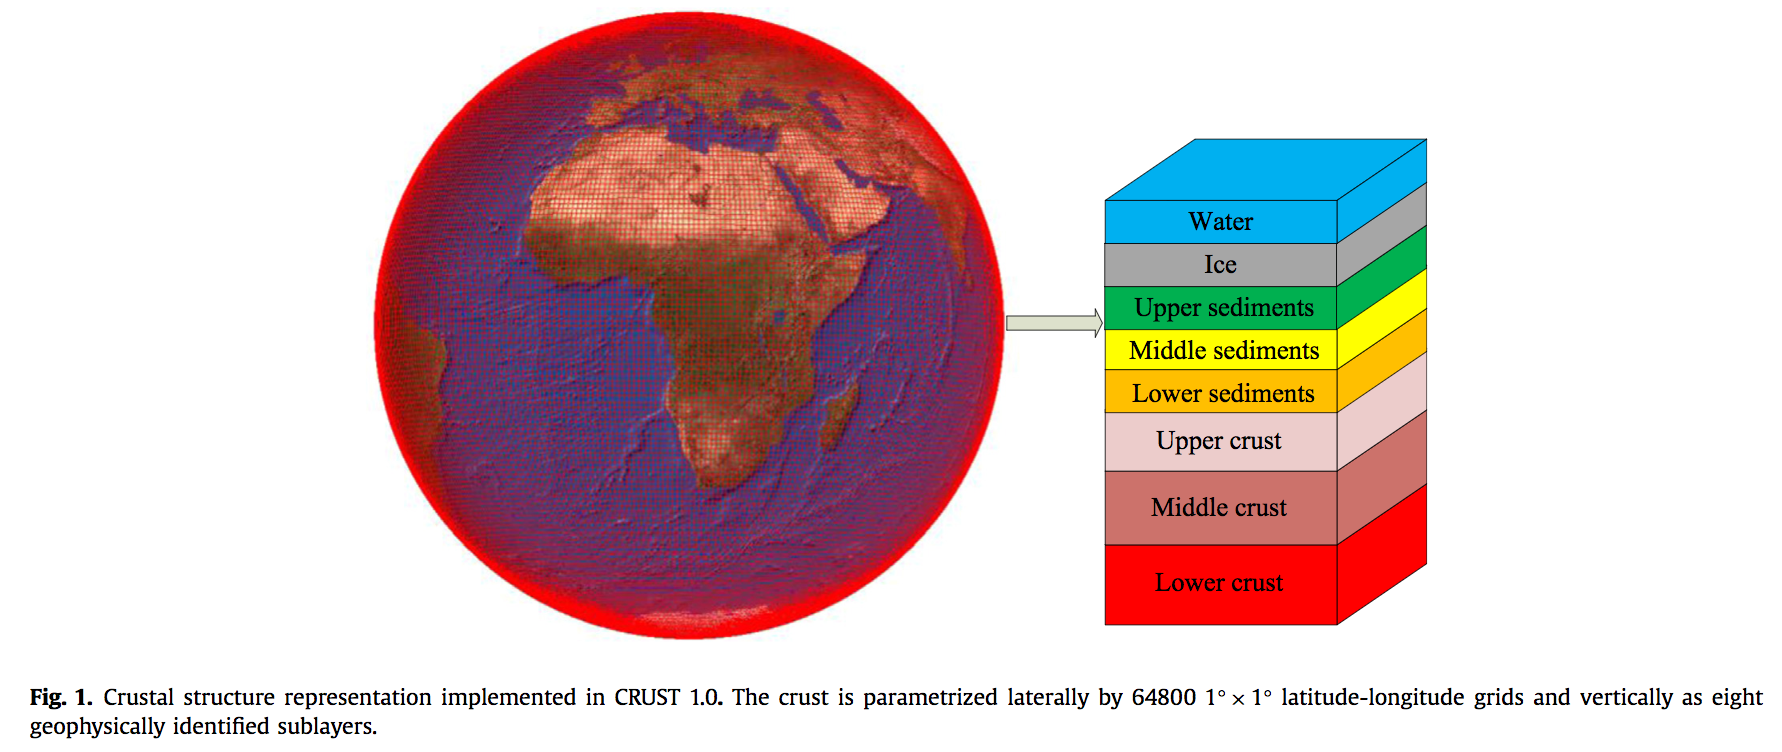 Water
Ice
Upper sediments
Middle sediments
Lower sediments
Upper crust
Middle crust
Lower crust
Fig. 1. Crustal structure representation implemented in CRUST 1.0. The crust is parametrized laterally by 64800 1° × 1° latitude-longitude grids and vertically as eight
geophysically identified sublayers.